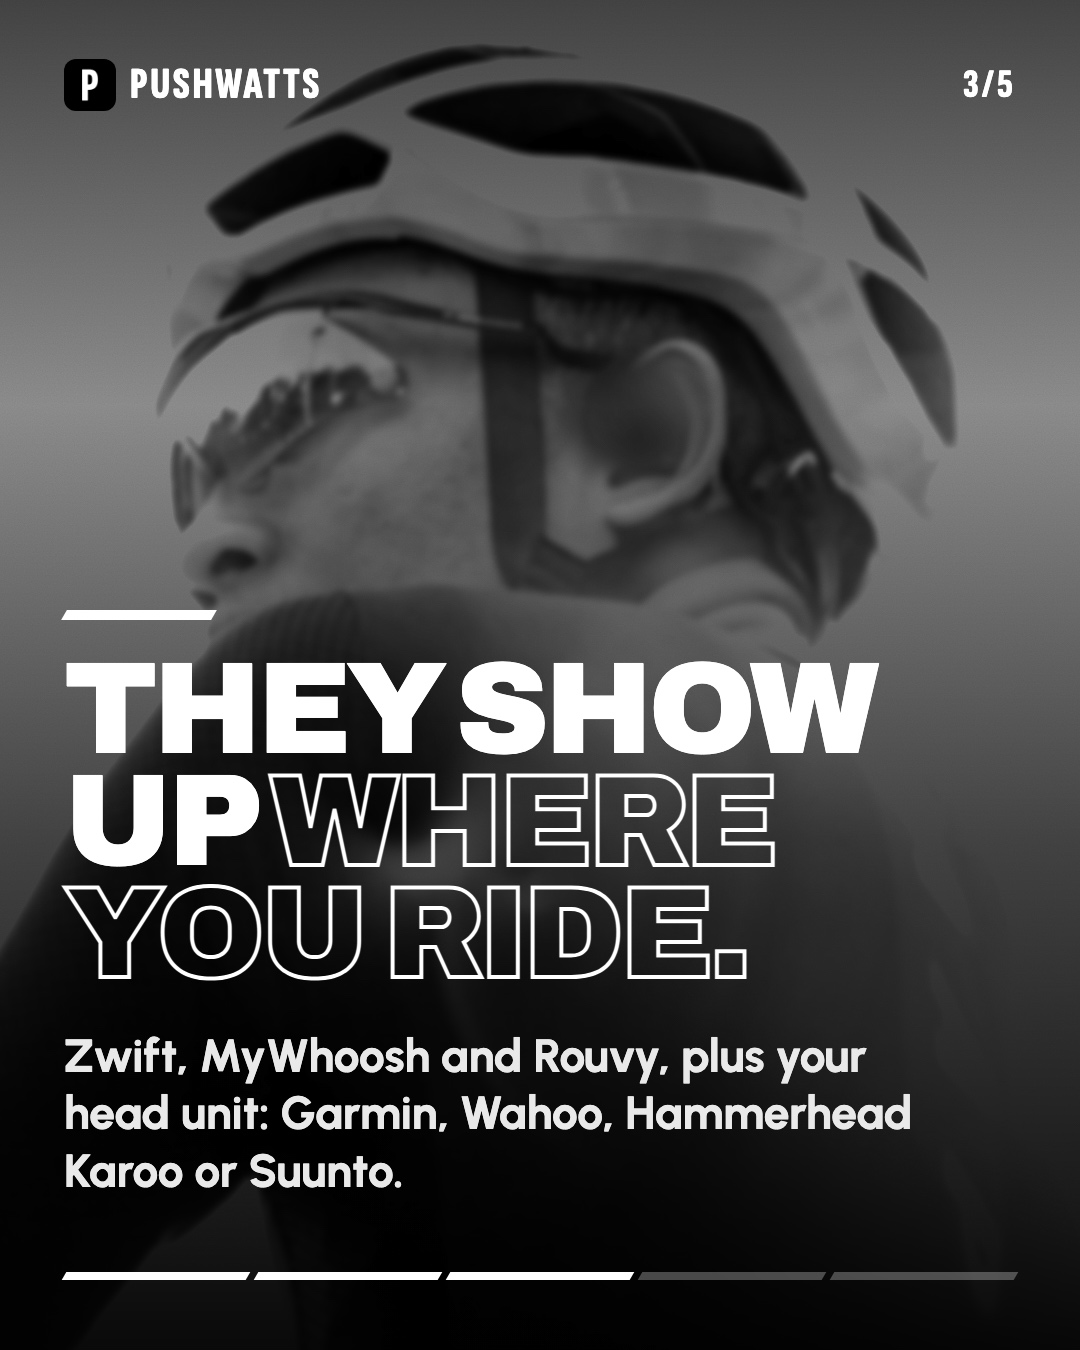 P PUSHWATTS
3/5
THEY SHOW
UP WHERE
YOU RIDE.
Zwift, MyWhoosh and Rouvy, plus your
head unit: Garmin, Wahoo, Hammerhead
Karoo or Suunto.